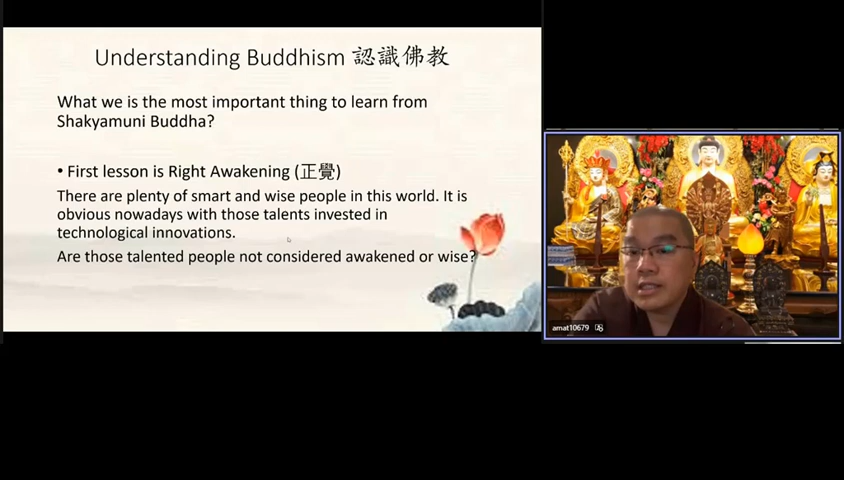 Understanding Buddhism 認識佛教
What we is the most important thing to learn from
Shakyamuni Buddha?
• First lesson is Right Awakening (正覺)
There are plenty of smart and wise people in this world. It is
obvious nowadays with those talents invested in
technological innovations.
Are those talented people not considered awakened or wise?
amat10679